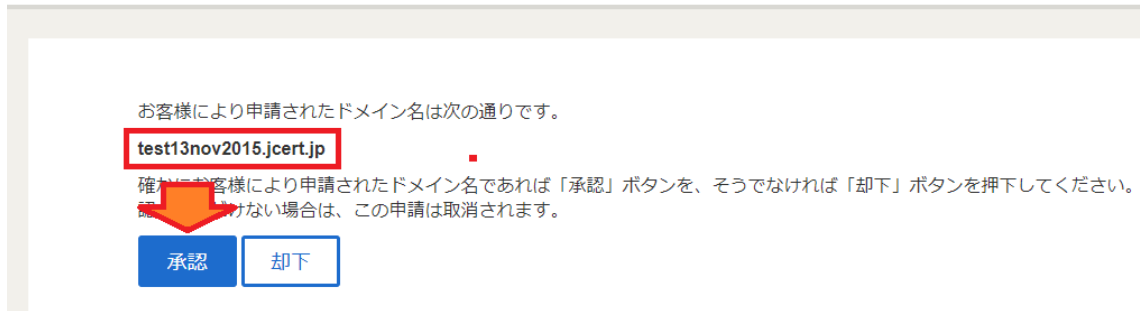 お客様により申請されたドメイン名は次の通りです。
test13nov2015.jcert.jp
確かにお客様により申請されたドメイン名であれば「承認」ボタンを、そうでなければ「却下」ボタンを押下してください。
認けない場合は、この申請は取消されます。
承認
却下